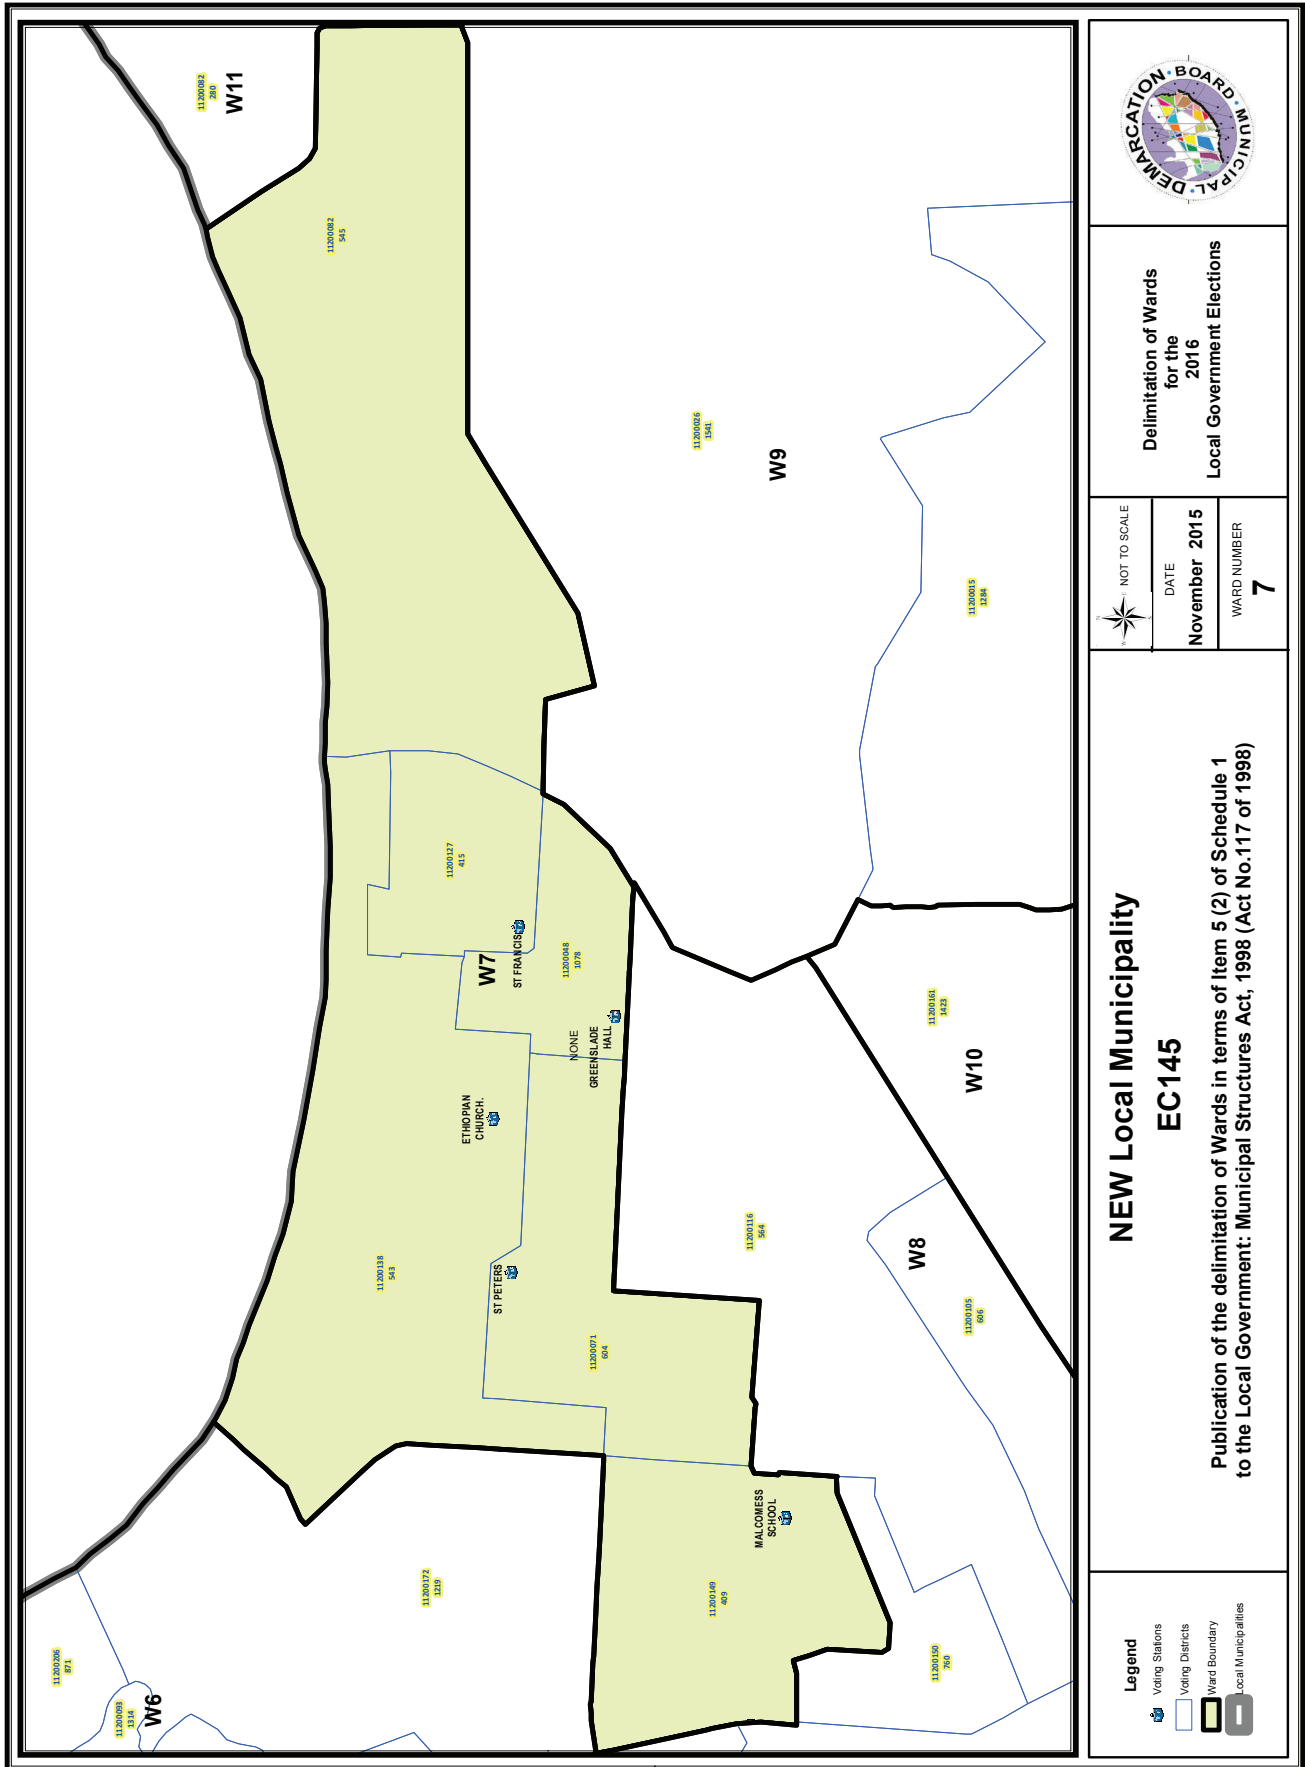 11200082
280
W11
11200082
545
11200026
1541
W9
11200015
1284
11200127
415
W7
ST FRANCIS
11200048
1078
NONE
GREENSLADE
HALL
ETHIOPIAN
CHURCH.
11200138
543
ST PETERS
11200071
604
11200161
1423
W10
11200116
564
W8
11200105
606
MALCOMESS
SCHOOL
11200149
409
11200172
1219
11200206
871
11200093
1314
W6
11200150
760
Legend
Voting Stations
Voting Districts
Ward Boundary
Local Municipalities
NEW Local Municipality
EC145
Publication of the delimitation of Wards in terms of Item 5 (2) of Schedule 1
to the Local Government: Municipal Structures Act, 1998 (Act No.117 of 1998)
NOT TO SCALE
DATE
November 2015
WARD NUMBER
7
Delimitation of Wards
for the
2016
Local Government Elections
MUNICIPAL · DEMARCATION · BOARD ·